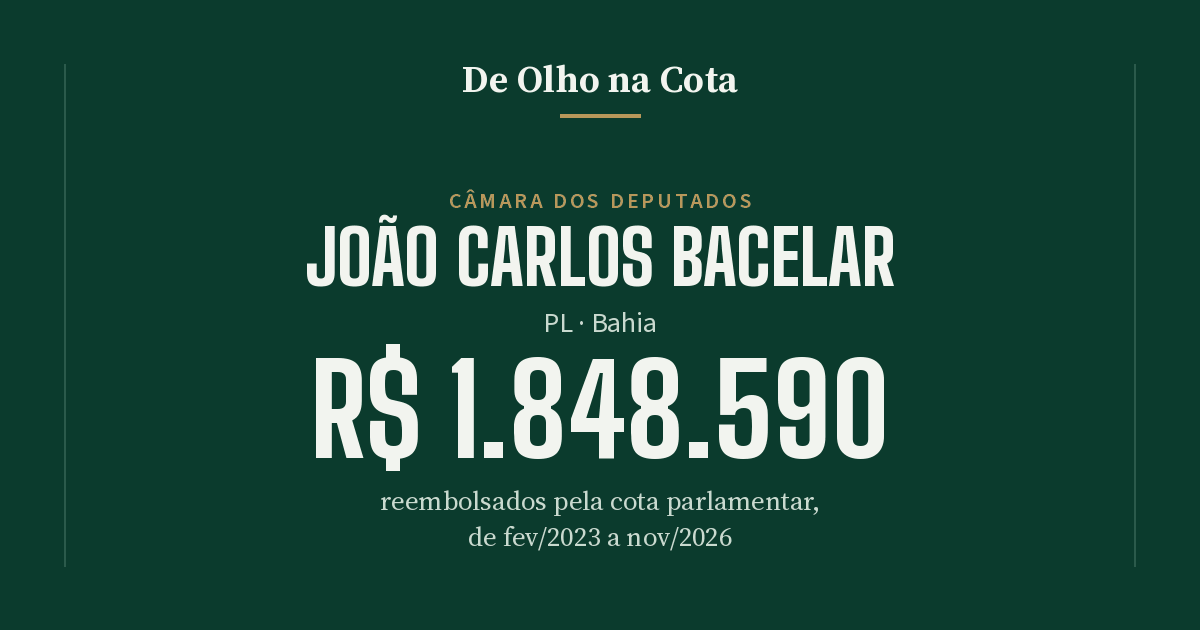 De Olho na Cota
CÂMARA DOS DEPUTADOS
JOÃO CARLOS BACELAR
PL · Bahia
R$ 1.848.590
reembolsados pela cota parlamentar,
de fev/2023 a nov/2026